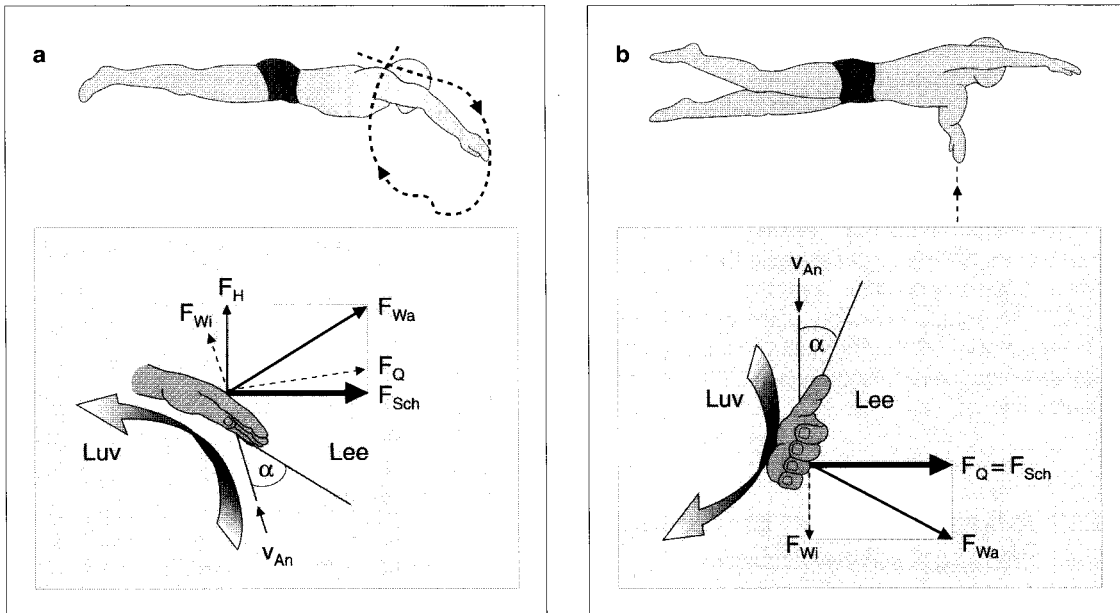 a
F_H
F_Wi
F_Wa
F_Q
F_Sch
Luv
Lee
α
v_An
b
v_An
α
Luv
Lee
F_Q = F_Sch
F_Wi
F_Wa